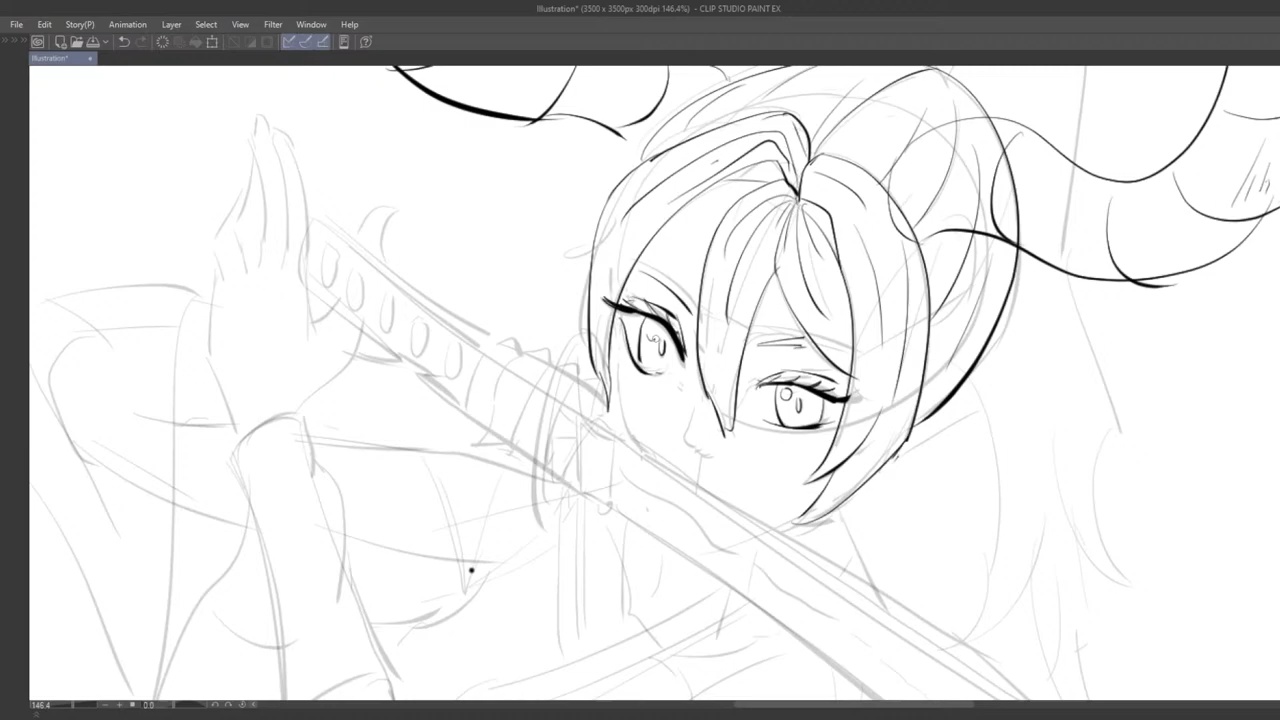 Illustration* (3500 x 3500px 300dpi 146.4%) - CLIP STUDIO PAINT EX
File Edit Story(P) Animation Layer Select View Filter Window Help
Illustration*
146.4 0.0